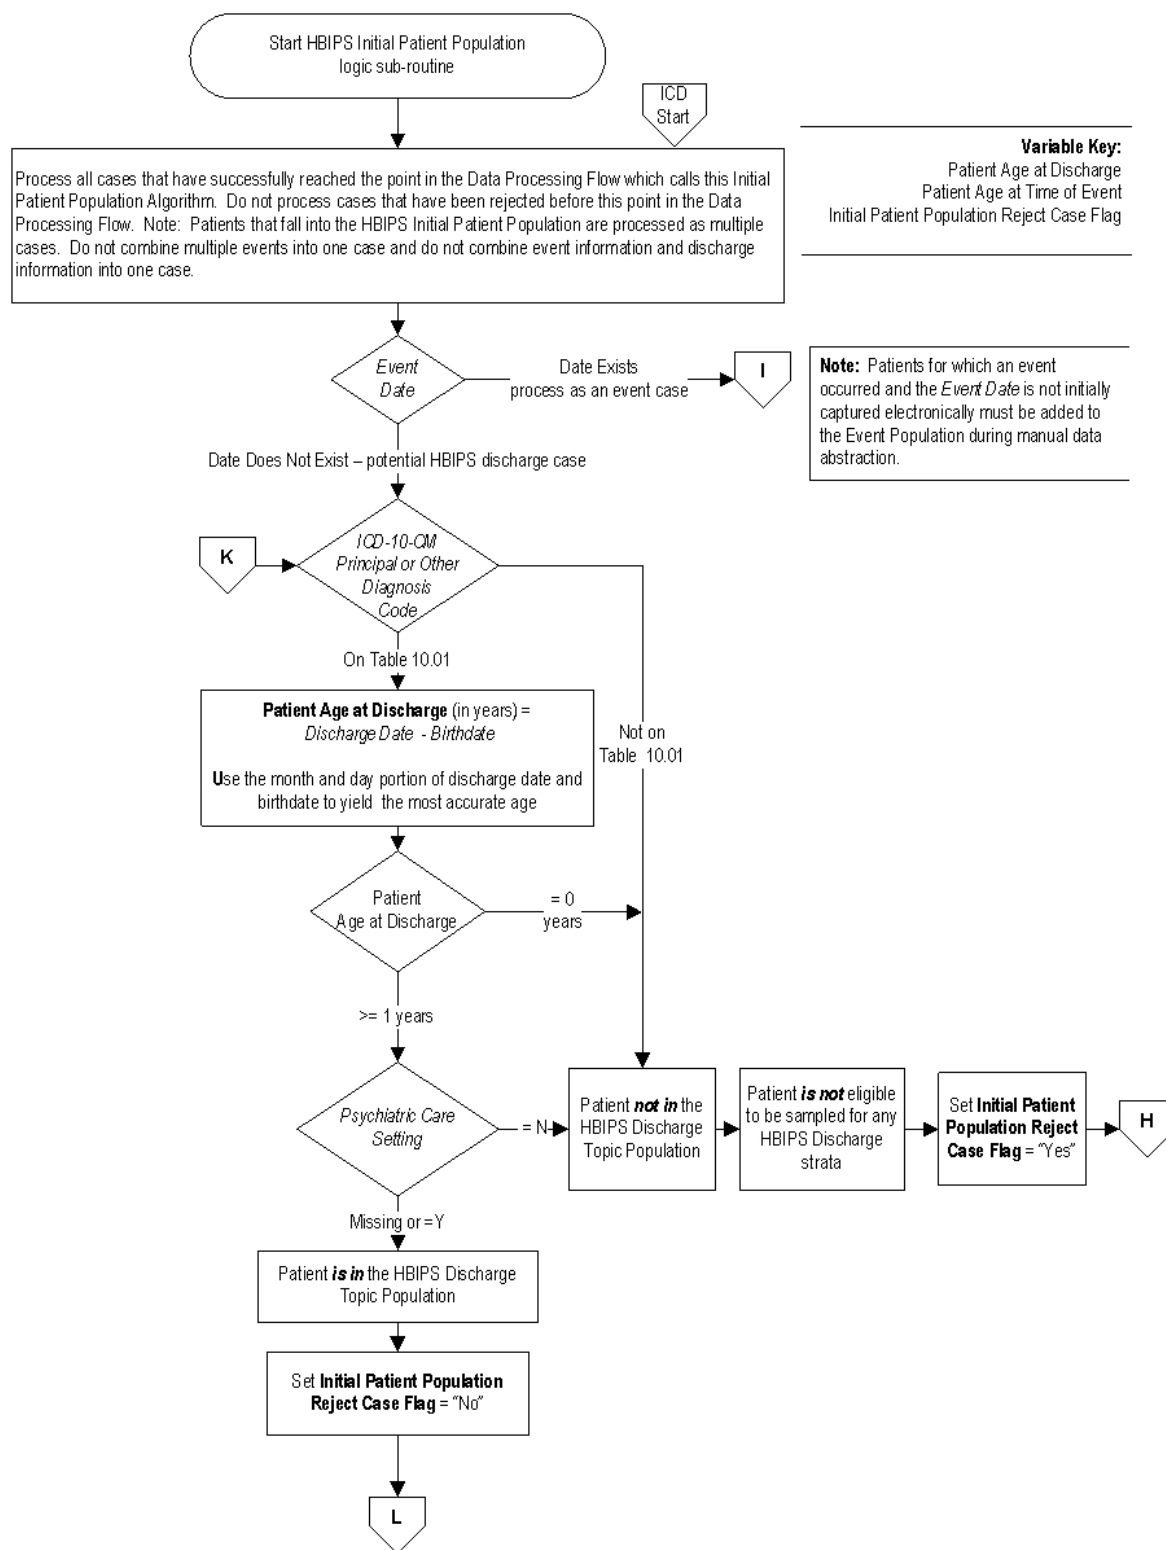 Start HBIPS Initial Patient Population
logic sub-routine
ICD
Start
Variable Key:
Patient Age at Discharge
Patient Age at Time of Event
Initial Patient Population Reject Case Flag
Process all cases that have successfully reached the point in the Data Processing Flow which calls this Initial
Patient Population Algorithm. Do not process cases that have been rejected before this point in the Data
Processing Flow. Note: Patients that fall into the HBIPS Initial Patient Population are processed as multiple
cases. Do not combine multiple events into one case and do not combine event information and discharge
information into one case.
Event
Date
Date Exists
process as an event case
I
Note: Patients for which an event
occurred and the Event Date is not initially
captured electronically must be added to
the Event Population during manual data
abstraction.
Date Does Not Exist – potential HBIPS discharge case
K
ICD-10-CM
Principal or Other
Diagnosis
Code
On Table 10.01
Not on
Table 10.01
Patient Age at Discharge (in years) =
Discharge Date - Birthdate
Use the month and day portion of discharge date and
birthdate to yield the most accurate age
Patient
Age at Discharge
= 0
years
>= 1 years
Psychiatric Care
Setting
= N
Patient not in the
HBIPS Discharge
Topic Population
Patient is not eligible
to be sampled for any
HBIPS Discharge
strata
Set Initial Patient
Population Reject
Case Flag = "Yes"
H
Missing or =Y
Patient is in the HBIPS Discharge
Topic Population
Set Initial Patient Population
Reject Case Flag = "No"
L